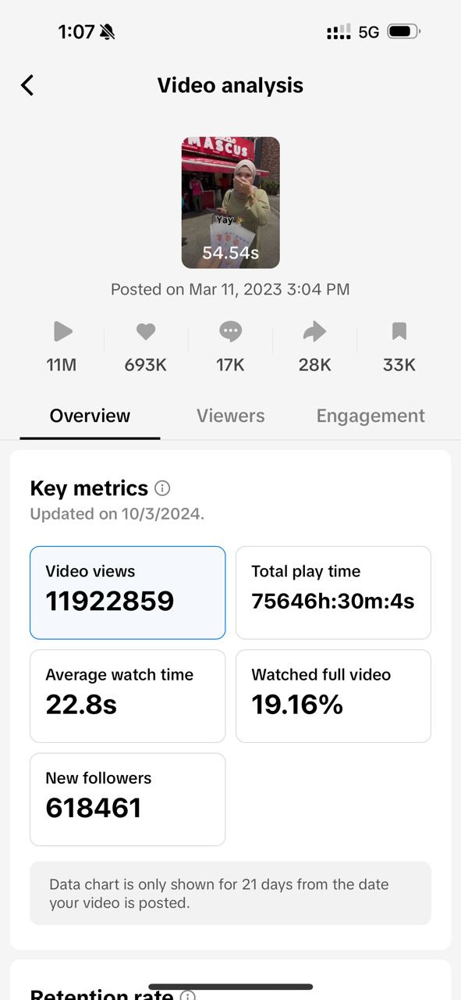 1:07
5G
Video analysis
MASCUS
Yay
54.54s
Posted on Mar 11, 2023 3:04 PM
11M 693K 17K 28K 33K
Overview Viewers Engagement
Key metrics
Updated on 10/3/2024.
Video views Total play time
11922859 75646h:30m:4s
Average watch time Watched full video
22.8s 19.16%
New followers
618461
Data chart is only shown for 21 days from the date
your video is posted.
Retention rate